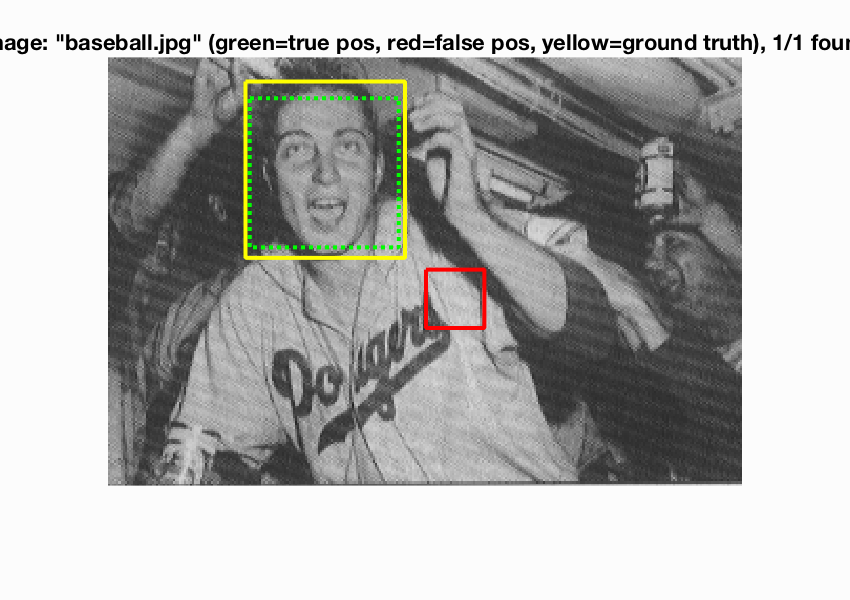 nage: "baseball.jpg" (green=true pos, red=false pos, yellow=ground truth), 1/1 foun
Dodgers